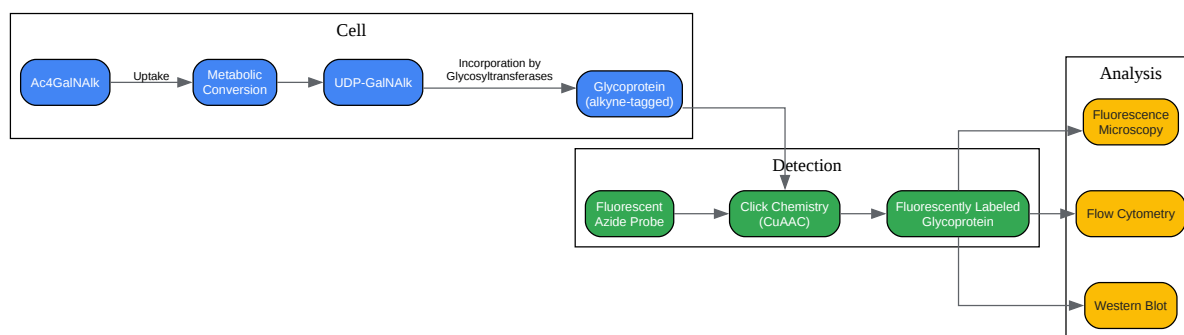 Cell
Ac4GalNAlk
Uptake
Metabolic
Conversion
UDP-GalNAlk
Incorporation by
Glycosyltransferases
Glycoprotein
(alkyne-tagged)
Detection
Fluorescent
Azide Probe
Click Chemistry
(CuAAC)
Fluorescently Labeled
Glycoprotein
Analysis
Fluorescence
Microscopy
Flow Cytometry
Western Blot